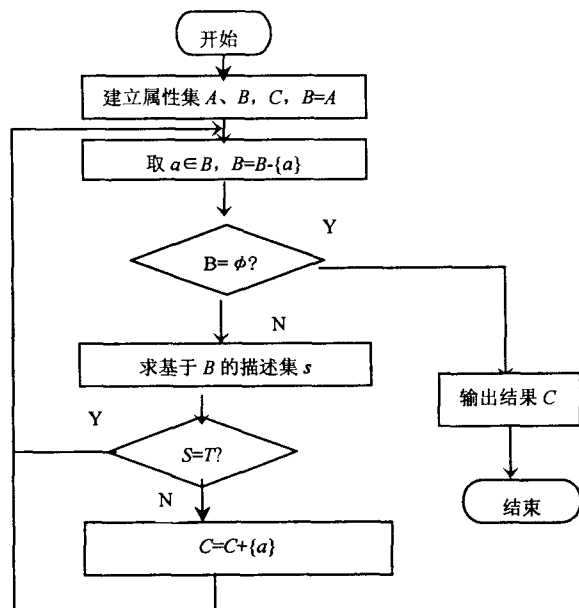 开始
建立属性集 A、B，C，B=A
取 a∈B，B=B-{a}
Y
B= ϕ?
N
求基于 B 的描述集 s
输出结果 C
Y
S=T?
N
结束
C=C+{a}